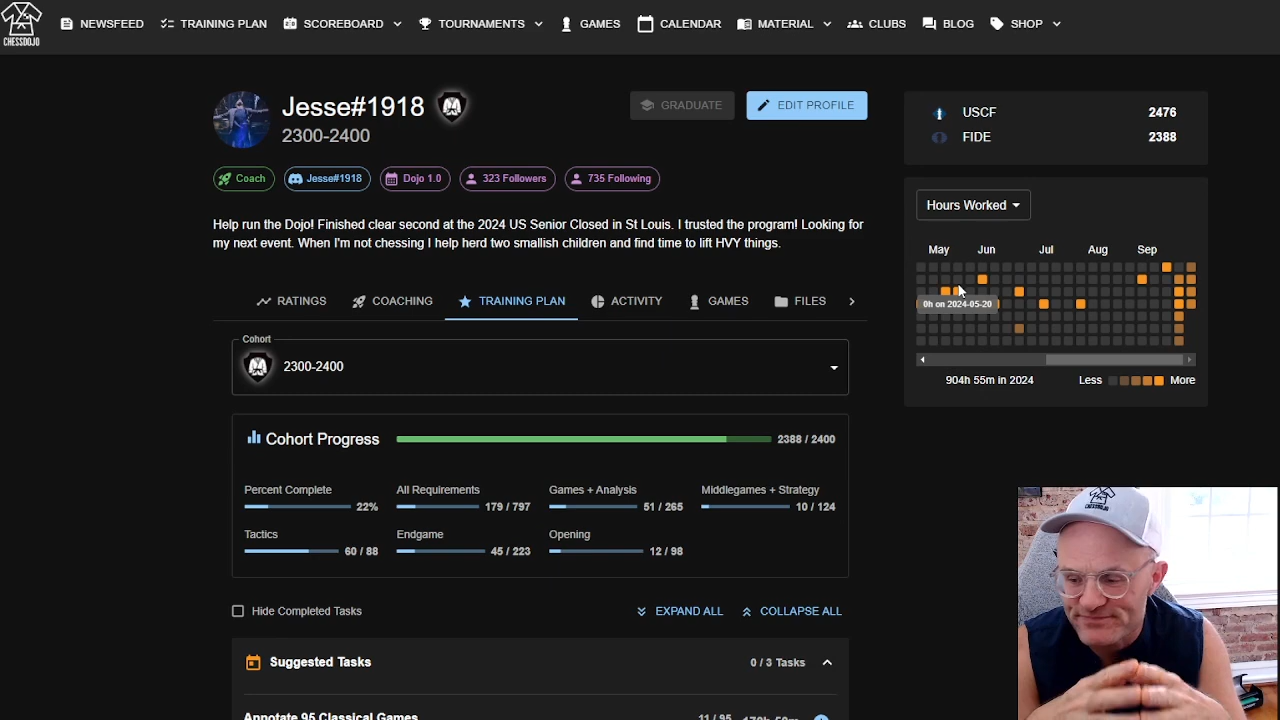 CHESSDOJO
NEWSFEED
TRAINING PLAN
SCOREBOARD
TOURNAMENTS
GAMES
CALENDAR
MATERIAL
CLUBS
BLOG
SHOP
Jesse#1918
2300-2400
GRADUATE
EDIT PROFILE
Coach
Jesse#1918
Dojo 1.0
323 Followers
735 Following
Help run the Dojo! Finished clear second at the 2024 US Senior Closed in St Louis. I trusted the program! Looking for
my next event. When I'm not chessing I help herd two smallish children and find time to lift HVY things.
RATINGS
COACHING
TRAINING PLAN
ACTIVITY
GAMES
FILES
Cohort
2300-2400
Cohort Progress
2388 / 2400
Percent Complete
22%
All Requirements
179 / 797
Games + Analysis
51 / 265
Middlegames + Strategy
10 / 124
Tactics
60 / 88
Endgame
45 / 223
Opening
12 / 98
Hide Completed Tasks
EXPAND ALL
COLLAPSE ALL
Suggested Tasks
0 / 3 Tasks
Annotate 95 Classical Games
11 / 95
USCF 2476
FIDE 2388
Hours Worked
May Jun Jul Aug Sep
0h on 2024-05-20
904h 55m in 2024
Less
More
CHESSDOJO